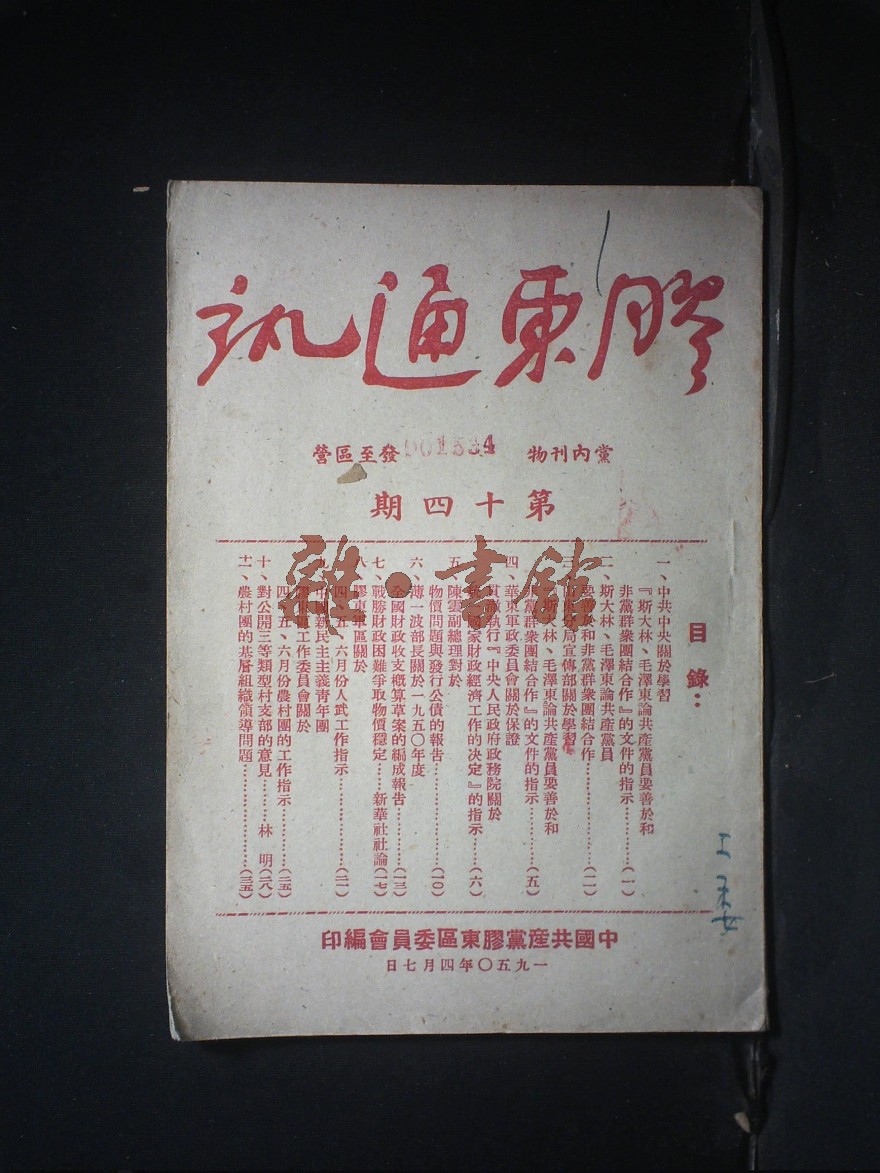 膠東通訊
黨內刊物 發至區營
第十四期
目錄：
一、中共中央關於學習
『斯大林、毛澤東論共產黨員要善於和
非黨群衆團結合作』的文件的指示……(一)
二、斯大林、毛澤東論共產黨員
要善於和非黨群衆團結合作……(二)
分局宣傳部關於學習
斯大林、毛澤東論共產黨員要善於和
非黨群衆團結合作』的文件的指示……(五)
四、華東軍政委員會關於保證
執行『中央人民政府政務院關於
國家財政經濟工作的決定』的指示……(六)
五、陳雲副總理對於
物價問題與發行公債的報告……(一〇)
六、薄一波部長關於一九五〇年度
全國財政收支概算草案的編成報告……(一三)
七、戰勝財政困難爭取物價穩定……新華社社論(一七)
八、膠東軍區關於
四、五、六月份人武工作指示……(二一)
中國新民主主義青年團
工作委員會關於
四、五、六月份農村團的工作指示……(二五)
十、對公開三等類型村支部的意見……林 明(二八)
十一、農村團的基層組織領導問題……(三五)
中國共產黨膠東區委員會編印
一九五〇年四月七日
雜·書館